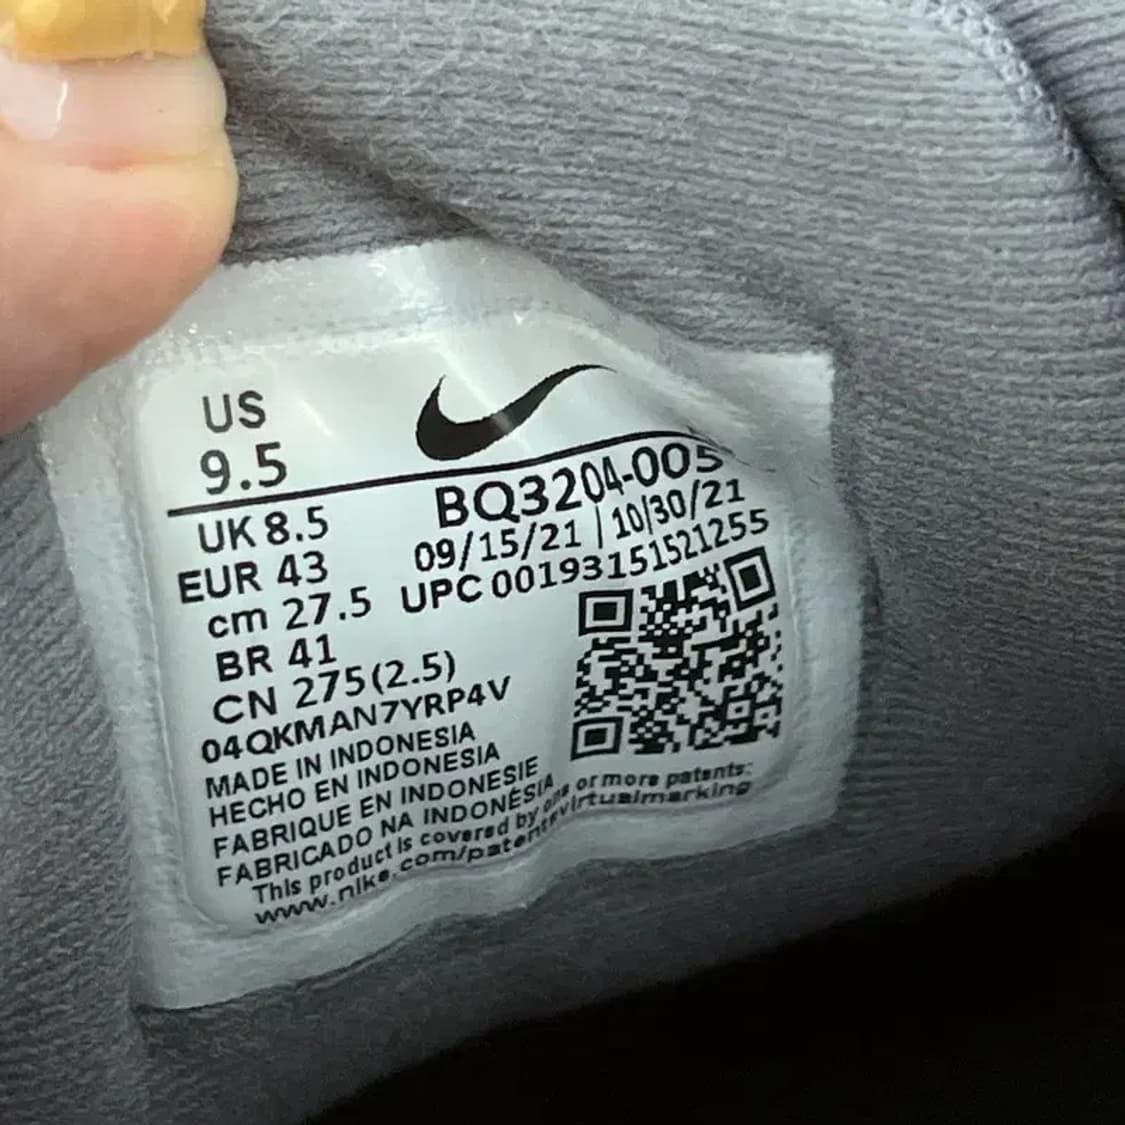 US
9.5
BQ3204-005
UK 8.5
09/15/21 | 10/30/21
EUR 43
UPC 00193151521255
cm 27.5
BR 41
CN 275(2.5)
04QKMAN7YRP4V
MADE IN INDONESIA
HECHO EN INDONESIA
FABRIQUE EN INDONESIE
FABRICADO NA INDONÉSIA
This product is covered by one or more patents:
www.nike.com/patentsvirtualmarking